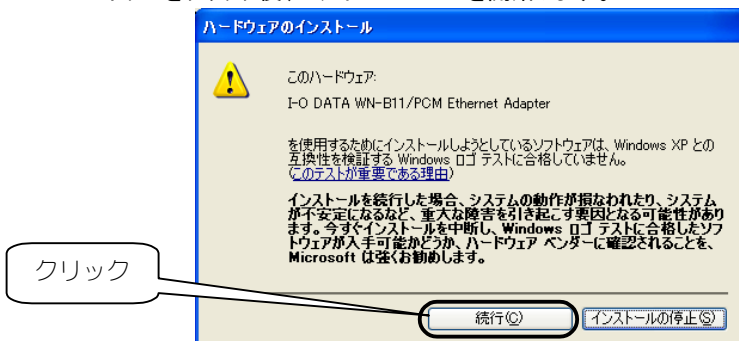 ハードウェアのインストール
このハードウェア:
I-O DATA WN-B11/PCM Ethernet Adapter
を使用するためにインストールしようとしているソフトウェアは、Windows XP との
互換性を検証する Windows ロゴ テストに合格していません。
(このテストが重要である理由)
インストールを続行した場合、システムの動作が損なわれたり、システム
が不安定になるなど、重大な障害を引き起こす要因となる可能性があり
ます。今すぐインストールを中断し、Windows ロゴ テストに合格したソフ
トウェアが入手可能かどうか、ハードウェア ベンダーに確認されることを、
Microsoft は強くお勧めします。
クリック
続行(C)
インストールの停止(S)